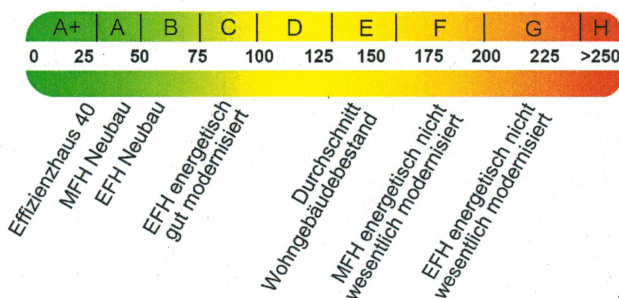 A+ A B C D E F G H
0 25 50 75 100 125 150 175 200 225 >250
Effizienzhaus 40
MFH Neubau
EFH Neubau
EFH energetisch
gut modernisiert
Durchschnitt
Wohngebäudebestand
MFH energetisch nicht
wesentlich modernisiert
EFH energetisch nicht
wesentlich modernisiert